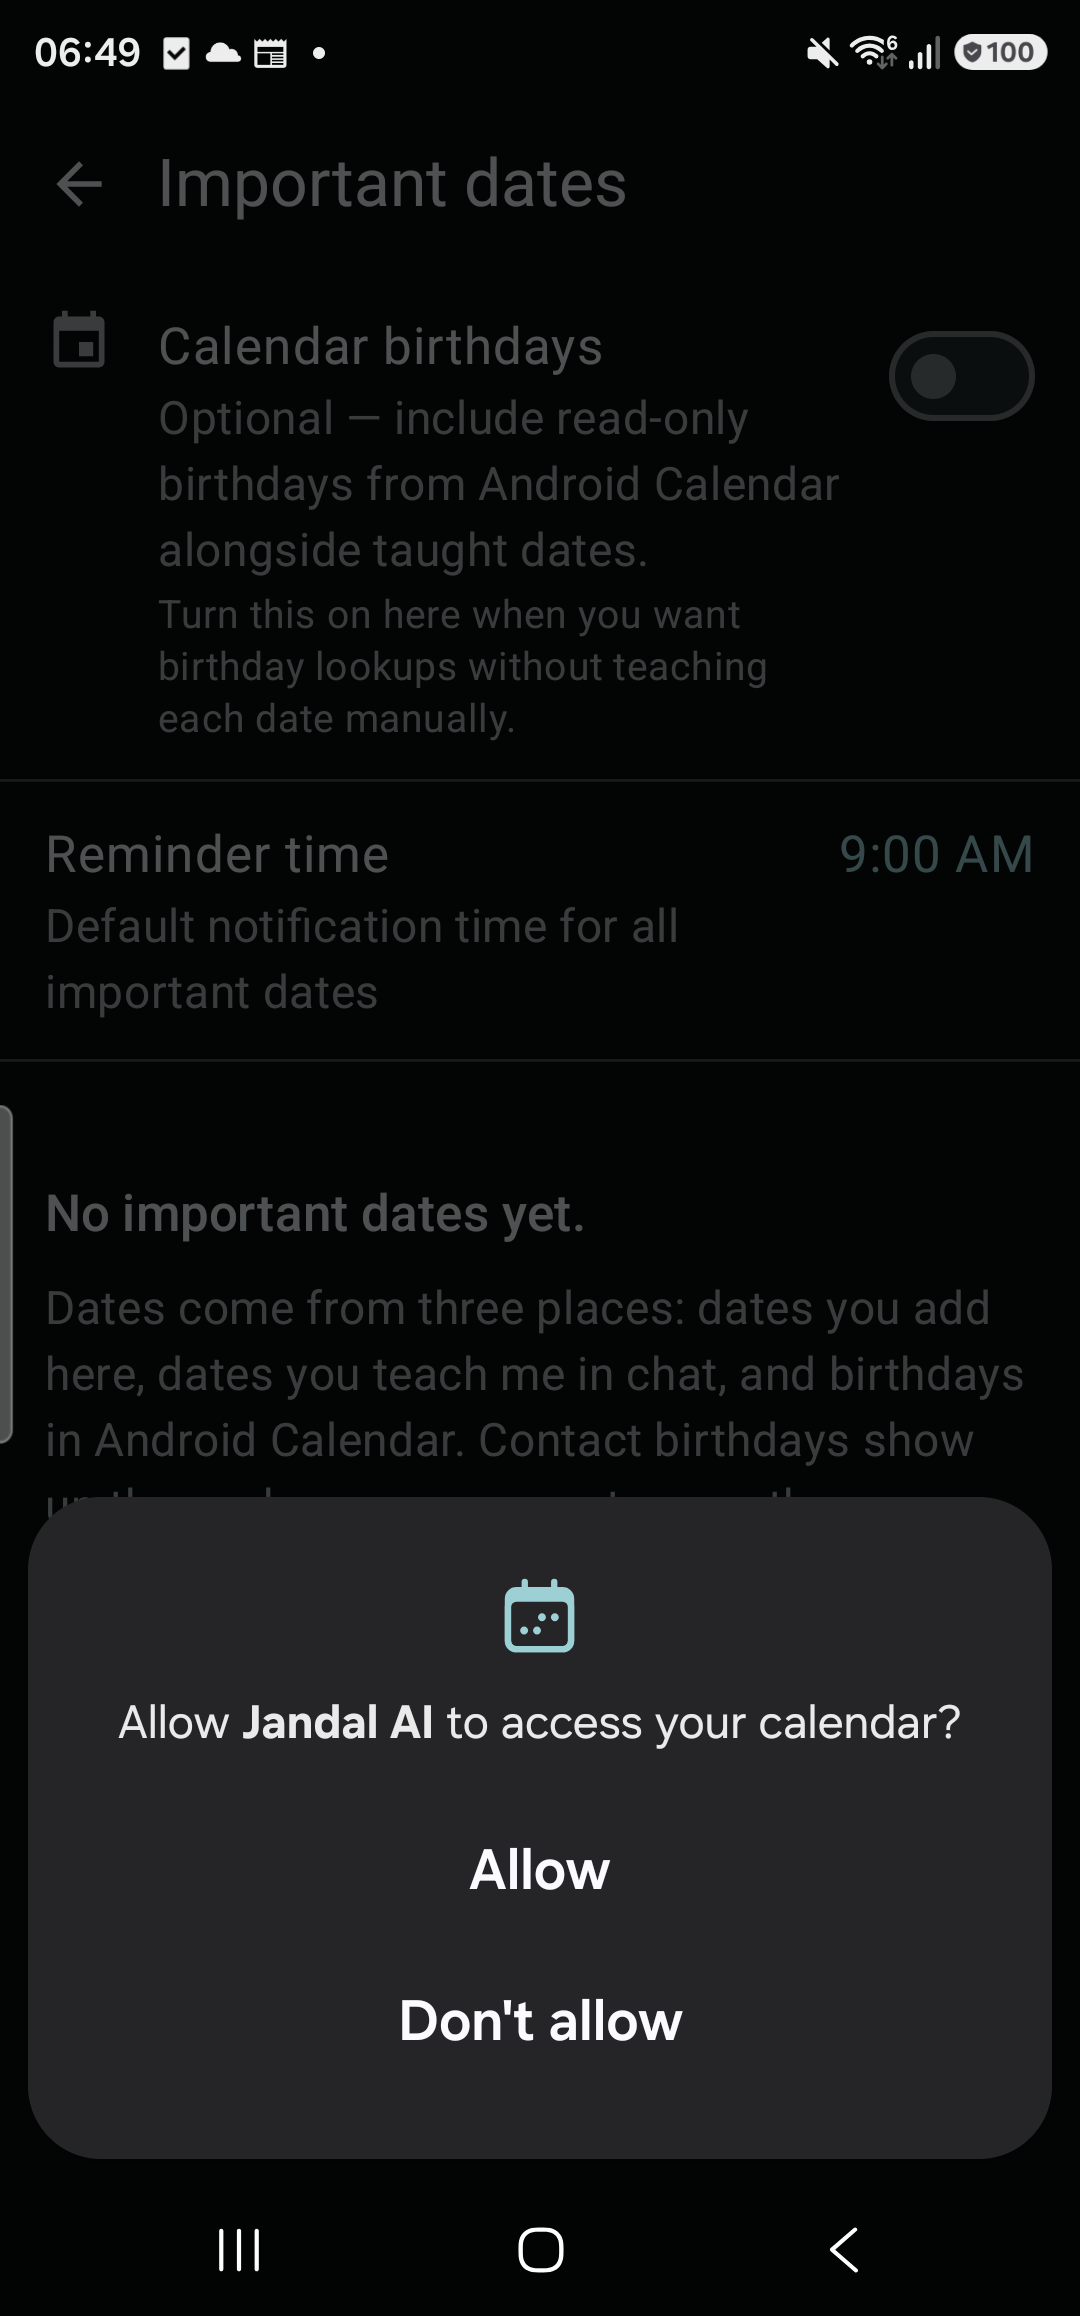 06:49
6
100
Important dates
Calendar birthdays
Optional — include read-only
birthdays from Android Calendar
alongside taught dates.
Turn this on here when you want
birthday lookups without teaching
each date manually.
Reminder time
9:00 AM
Default notification time for all
important dates
No important dates yet.
Dates come from three places: dates you add
here, dates you teach me in chat, and birthdays
in Android Calendar. Contact birthdays show
Allow Jandal AI to access your calendar?
Allow
Don't allow